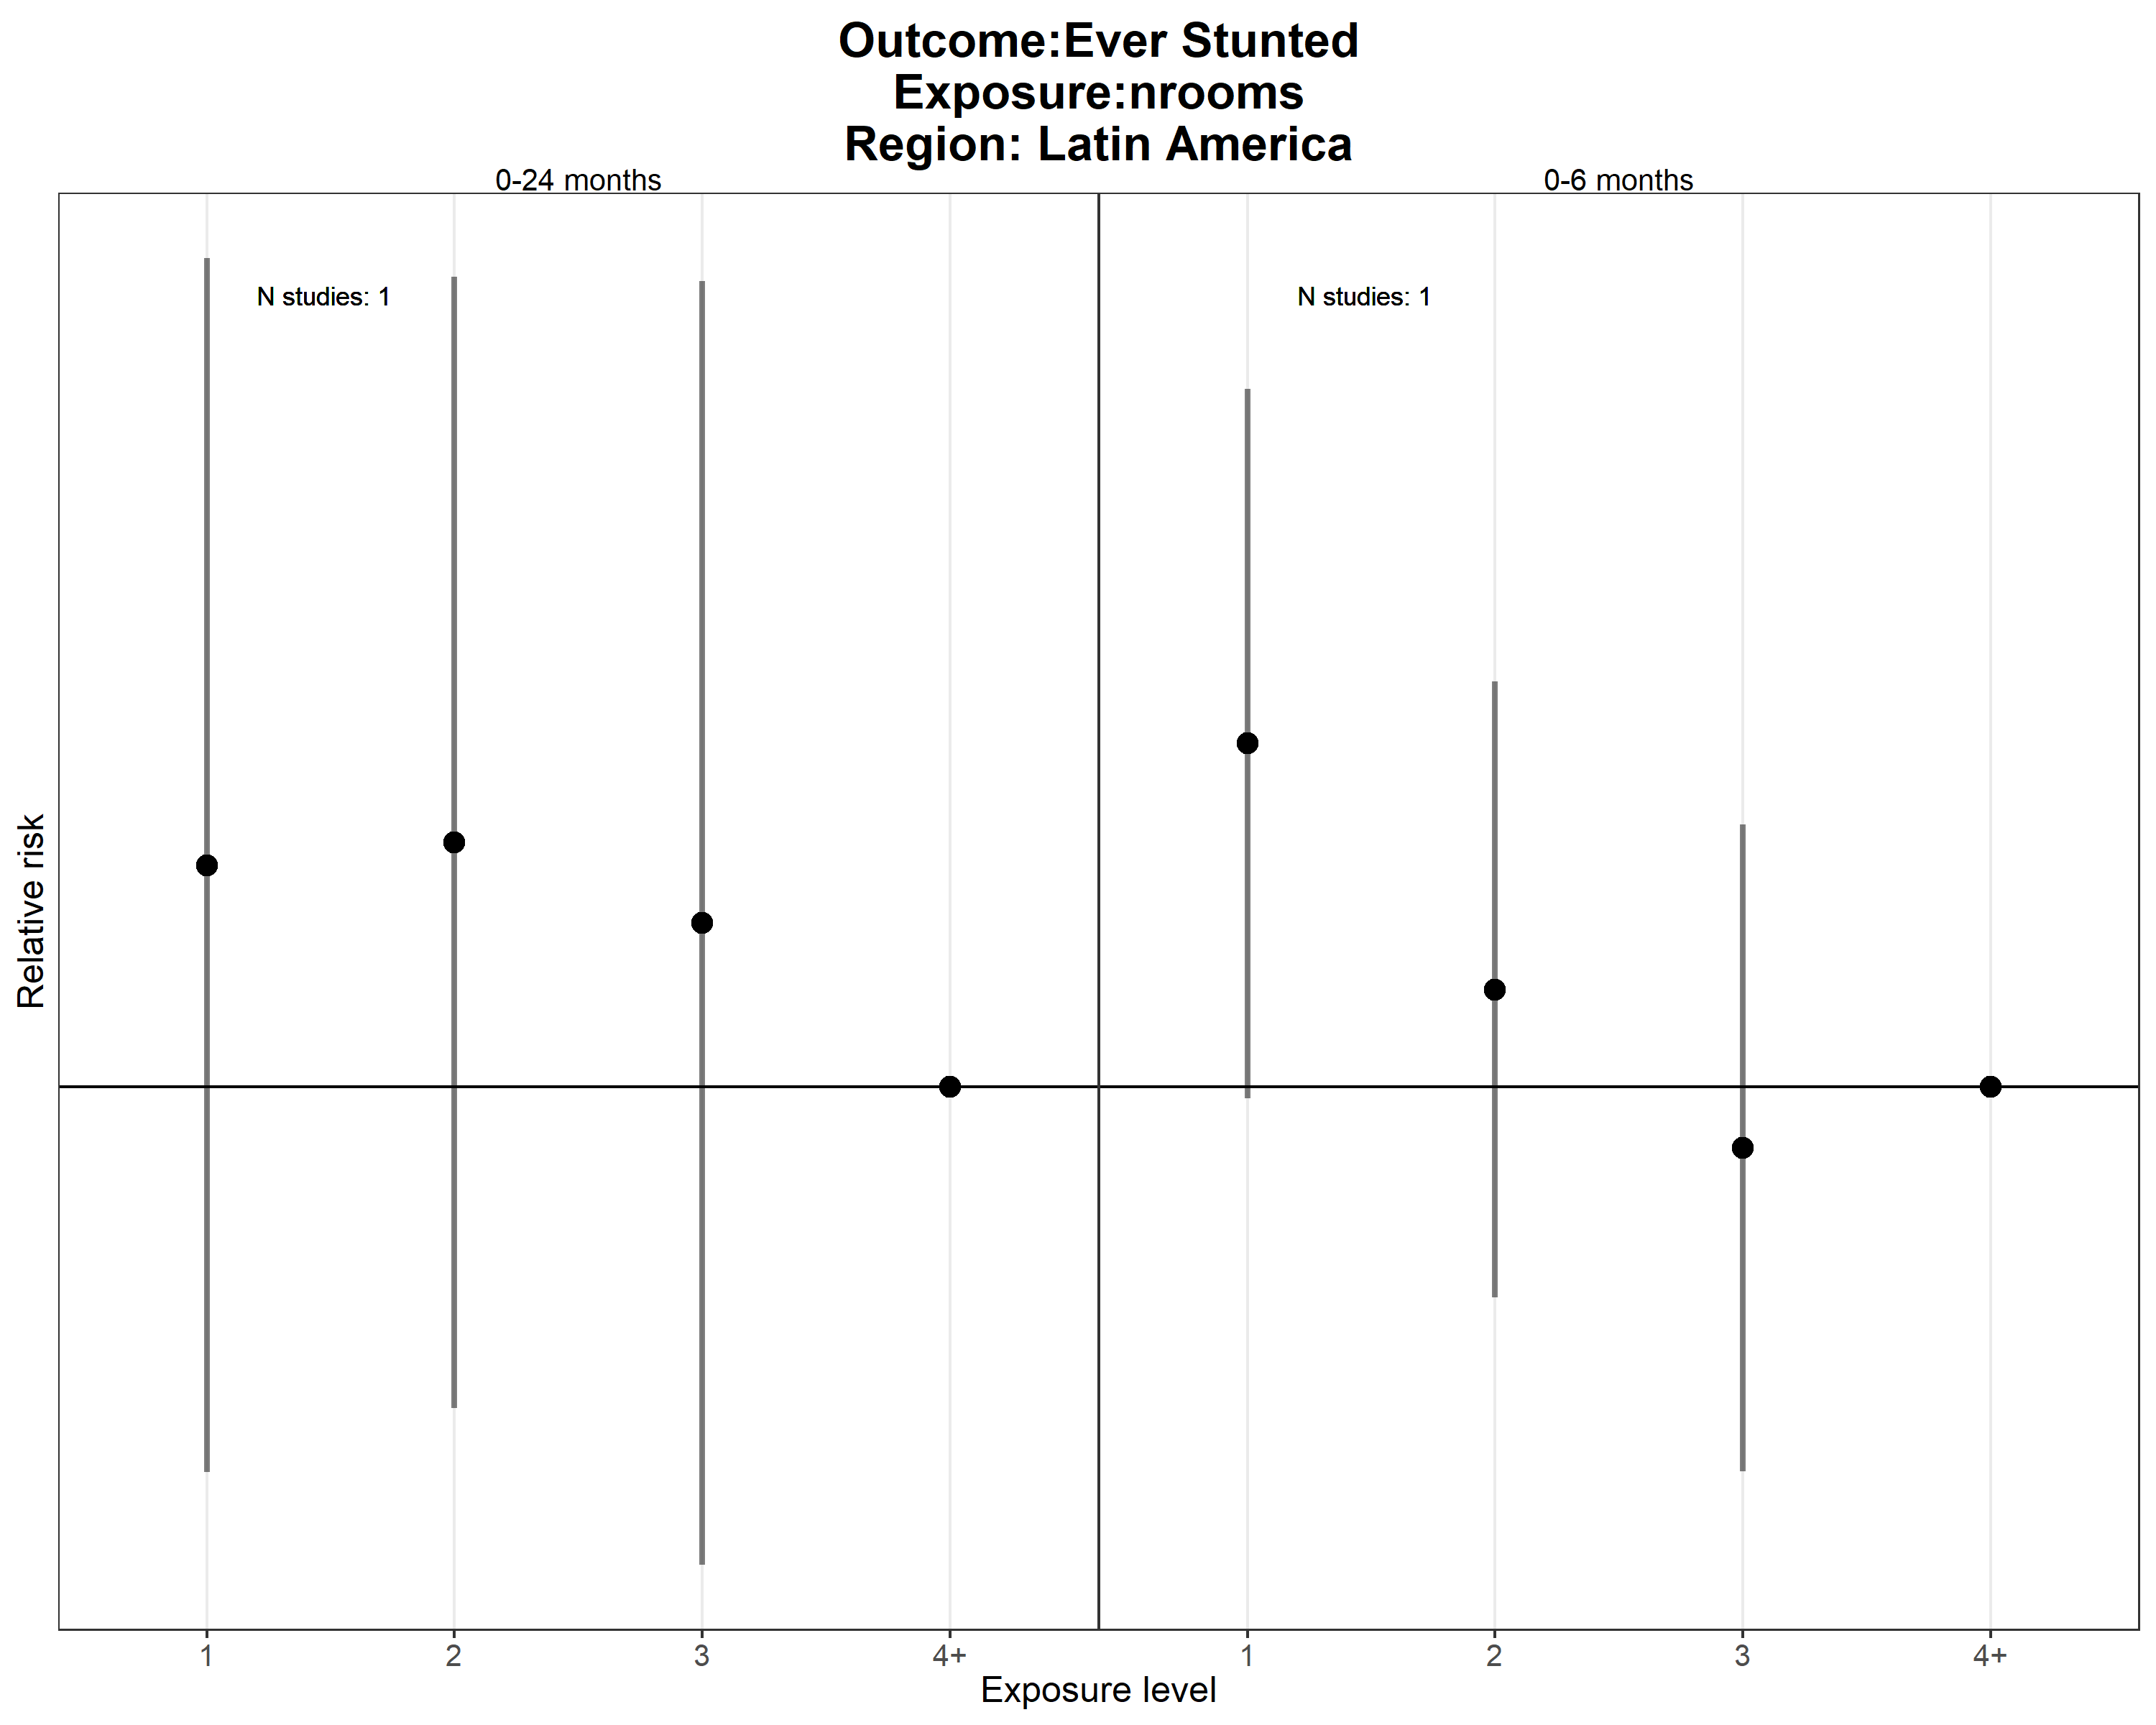 Outcome:Ever Stunted
Exposure:nrooms
Region: Latin America
0-24 months
0-6 months
N studies: 1
N studies: 1
Relative risk
1
2
3
4+
1
2
3
4+
Exposure level